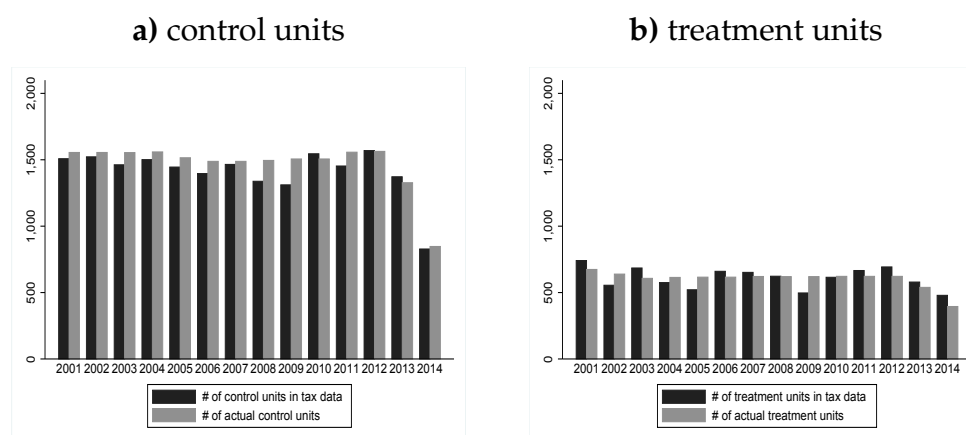 a) control units
2,000
1,500
1,000
500
0
2001 2002 2003 2004 2005 2006 2007 2008 2009 2010 2011 2012 2013 2014
# of control units in tax data
# of actual control units
b) treatment units
2,000
1,500
1,000
500
0
2001 2002 2003 2004 2005 2006 2007 2008 2009 2010 2011 2012 2013 2014
# of treatment units in tax data
# of actual treatment units